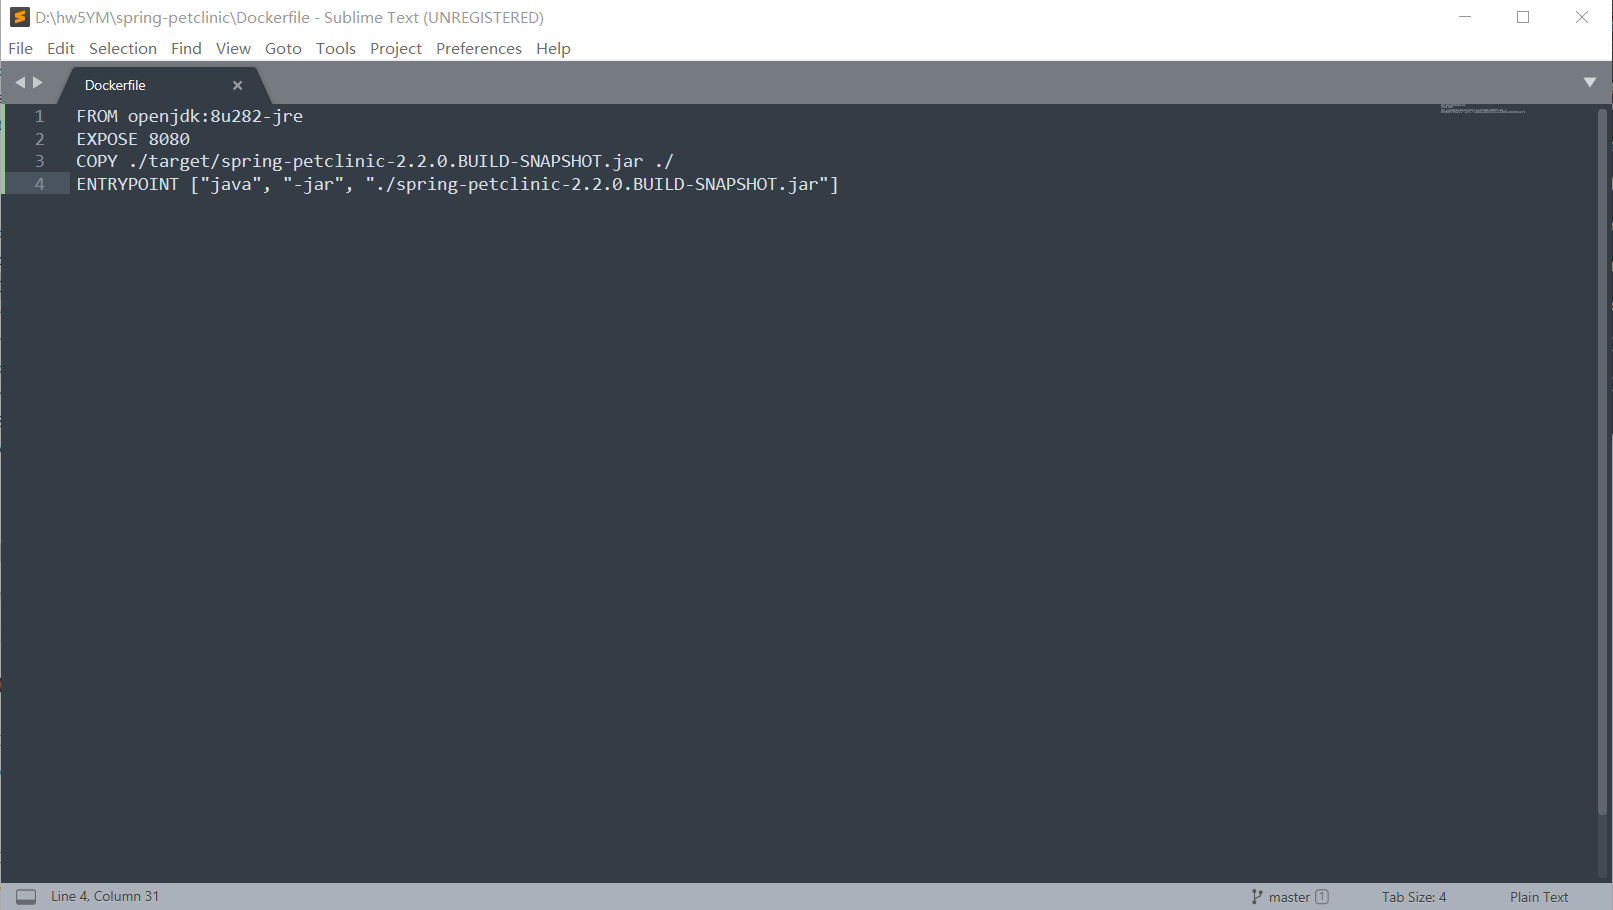 D:\hw5YM\spring-petclinic\Dockerfile - Sublime Text (UNREGISTERED)
File Edit Selection Find View Goto Tools Project Preferences Help
Dockerfile
1 FROM openjdk:8u282-jre
2 EXPOSE 8080
3 COPY ./target/spring-petclinic-2.2.0.BUILD-SNAPSHOT.jar ./
4 ENTRYPOINT ["java", "-jar", "./spring-petclinic-2.2.0.BUILD-SNAPSHOT.jar"]
Line 4, Column 31 master 1 Tab Size: 4 Plain Text